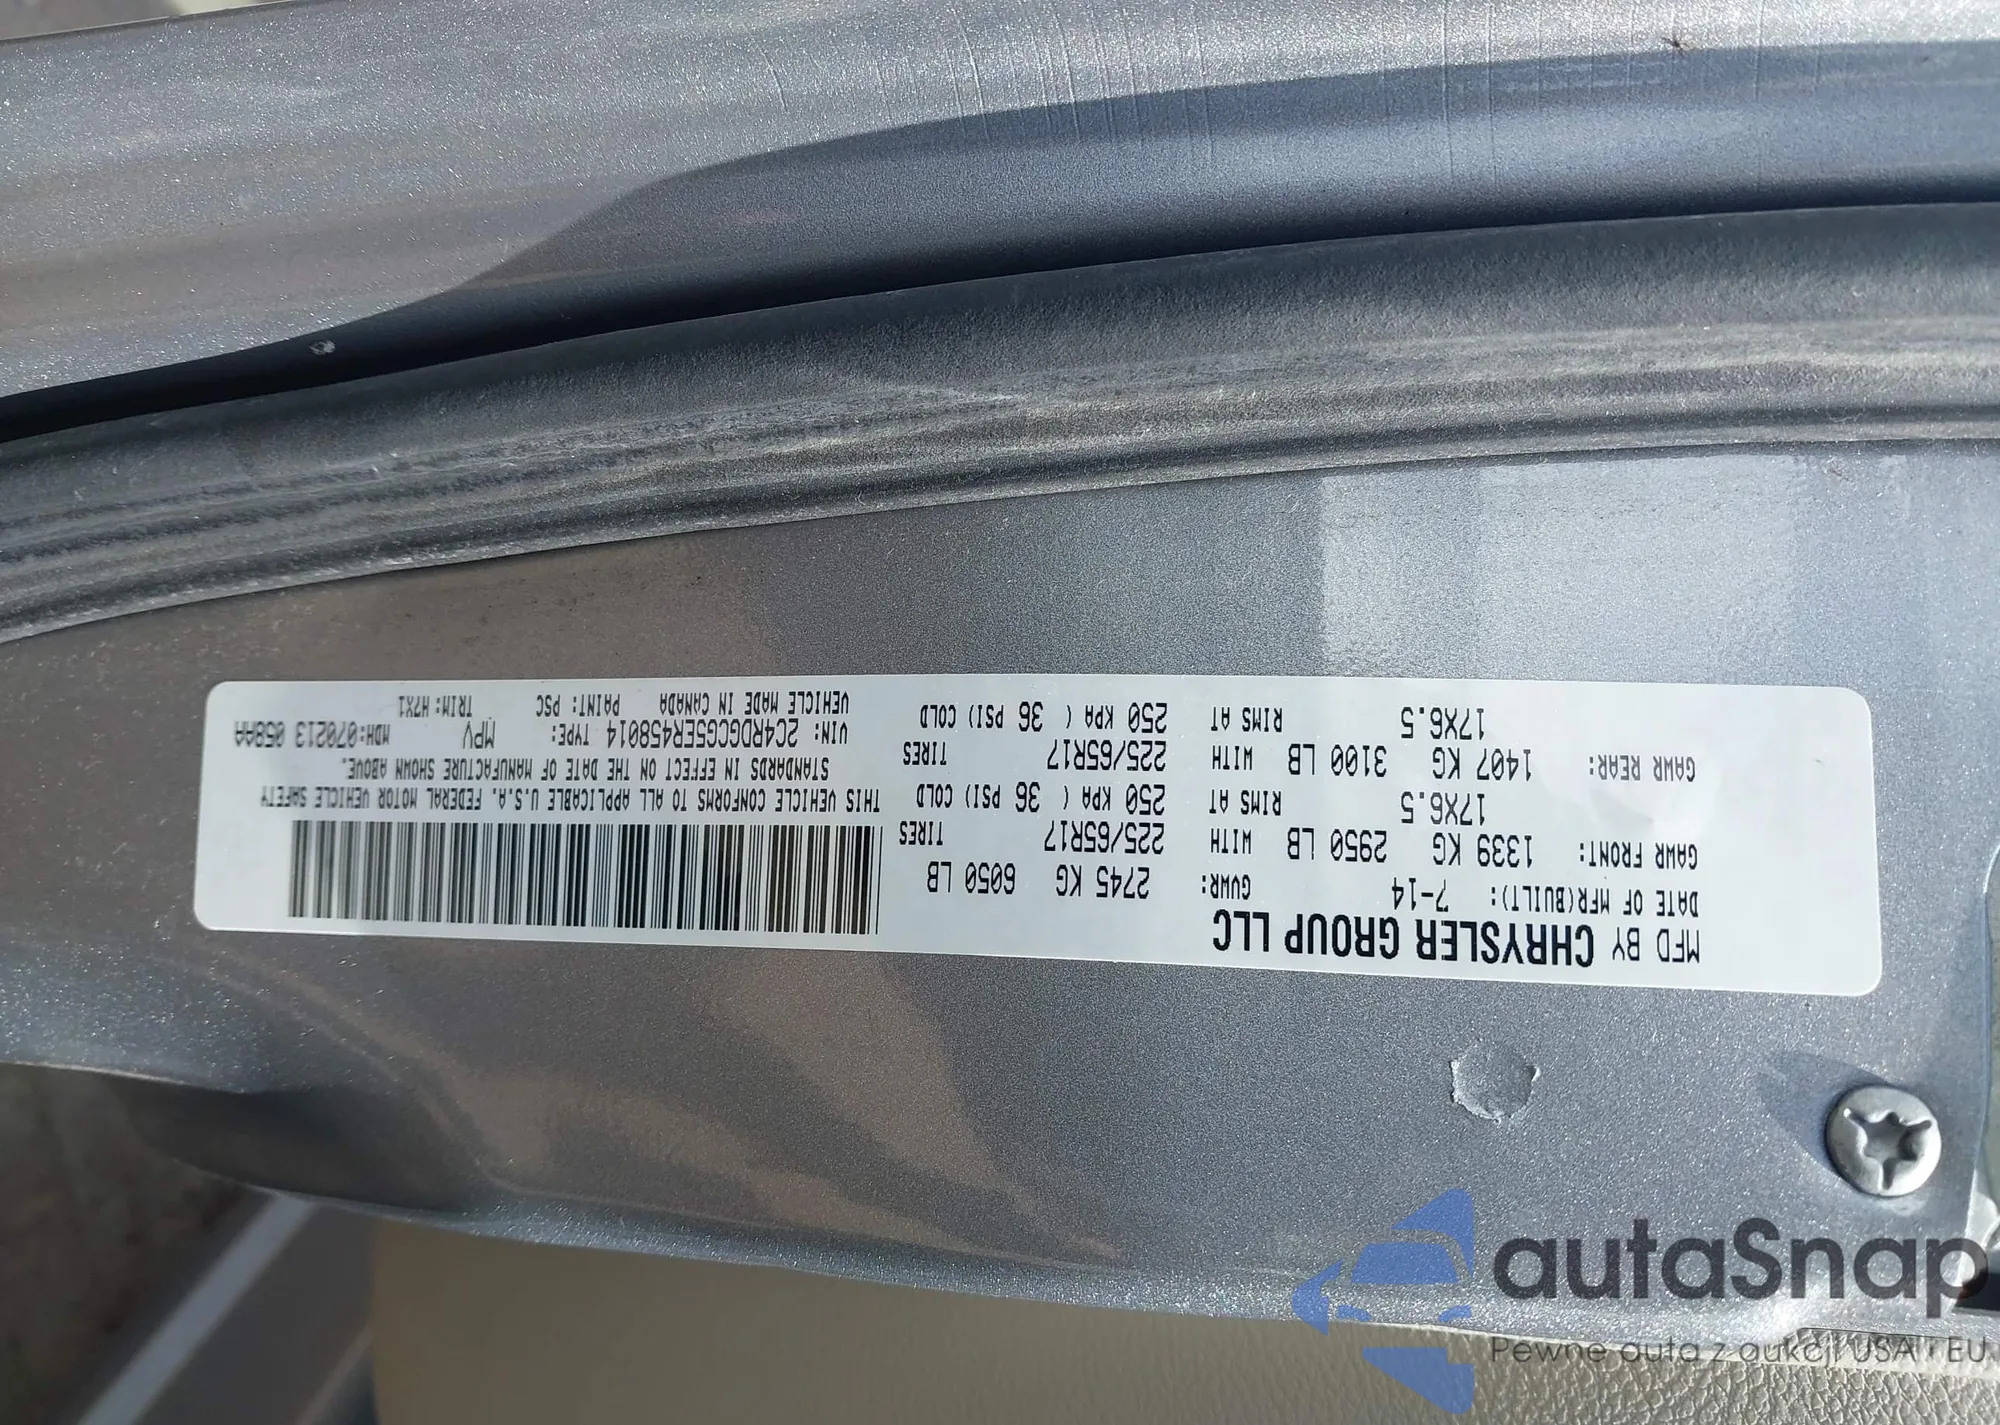 MFD BY CHRYSLER GROUP LLC
DATE OF MFR(BUILT): 7-14 GVWR: 2745 KG 6050 LB
GAWR FRONT: 1339 KG 2950 LB WITH 225/65R17 TIRES
17X6.5 RIMS AT 250 KPA ( 36 PSI) COLD
GAWR REAR: 1407 KG 3100 LB WITH 225/65R17 TIRES
17X6.5 RIMS AT 250 KPA ( 36 PSI) COLD
THIS VEHICLE CONFORMS TO ALL APPLICABLE U.S.A. FEDERAL MOTOR VEHICLE SAFETY
STANDARDS IN EFFECT ON THE DATE OF MANUFACTURE SHOWN ABOVE.
VIN: 2C4RDGCG5ER458014 TYPE: MPV MDH:070213 058AA
VEHICLE MADE IN CANADA PAINT: PSC TRIM:H7X1
autaSnap
Pewne auta z aukcji USA i EU